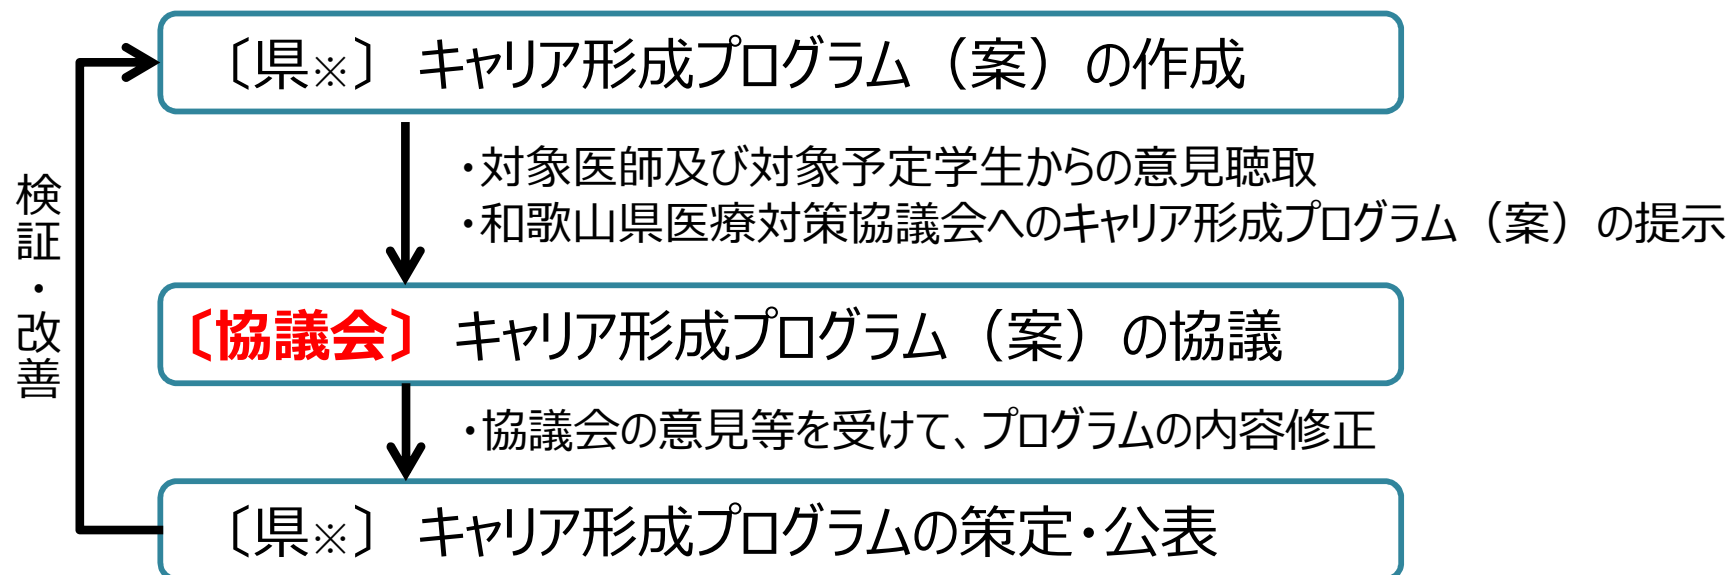 〔県※〕 キャリア形成プログラム（案）の作成
・対象医師及び対象予定学生からの意見聴取
・和歌山県医療対策協議会へのキャリア形成プログラム（案）の提示
検証・改善
〔協議会〕 キャリア形成プログラム（案）の協議
・協議会の意見等を受けて、プログラムの内容修正
〔県※〕 キャリア形成プログラムの策定・公表